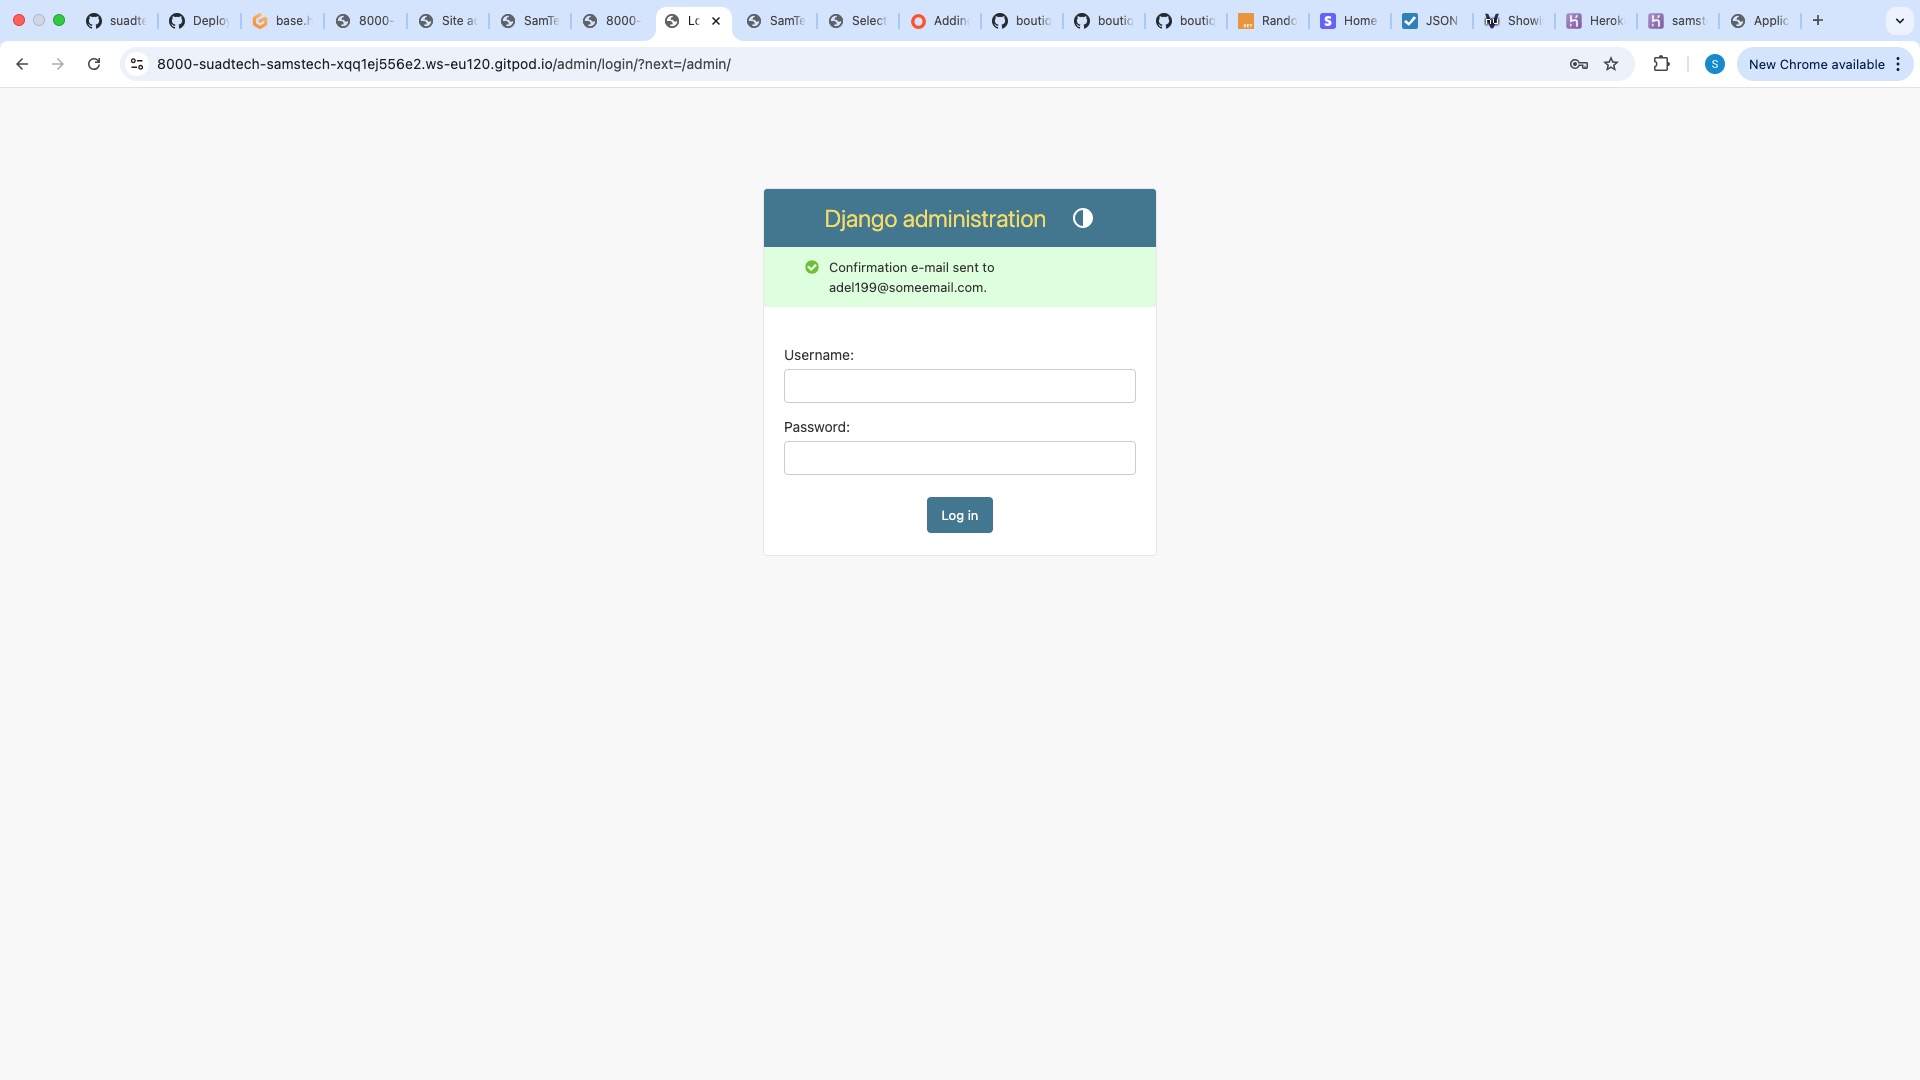 suadte
Deploy
base.h
8000-
Site a
SamTe
8000-
Lo
SamTe
Select
Adding
boutiq
boutiq
boutiq
Rando
Home
JSON
Showi
Herok
samst
Applic
8000-suadtech-samstech-xqq1ej556e2.ws-eu120.gitpod.io/admin/login/?next=/admin/
S
New Chrome available
Django administration
Confirmation e-mail sent to
adel199@someemail.com.
Username:
Password:
Log in